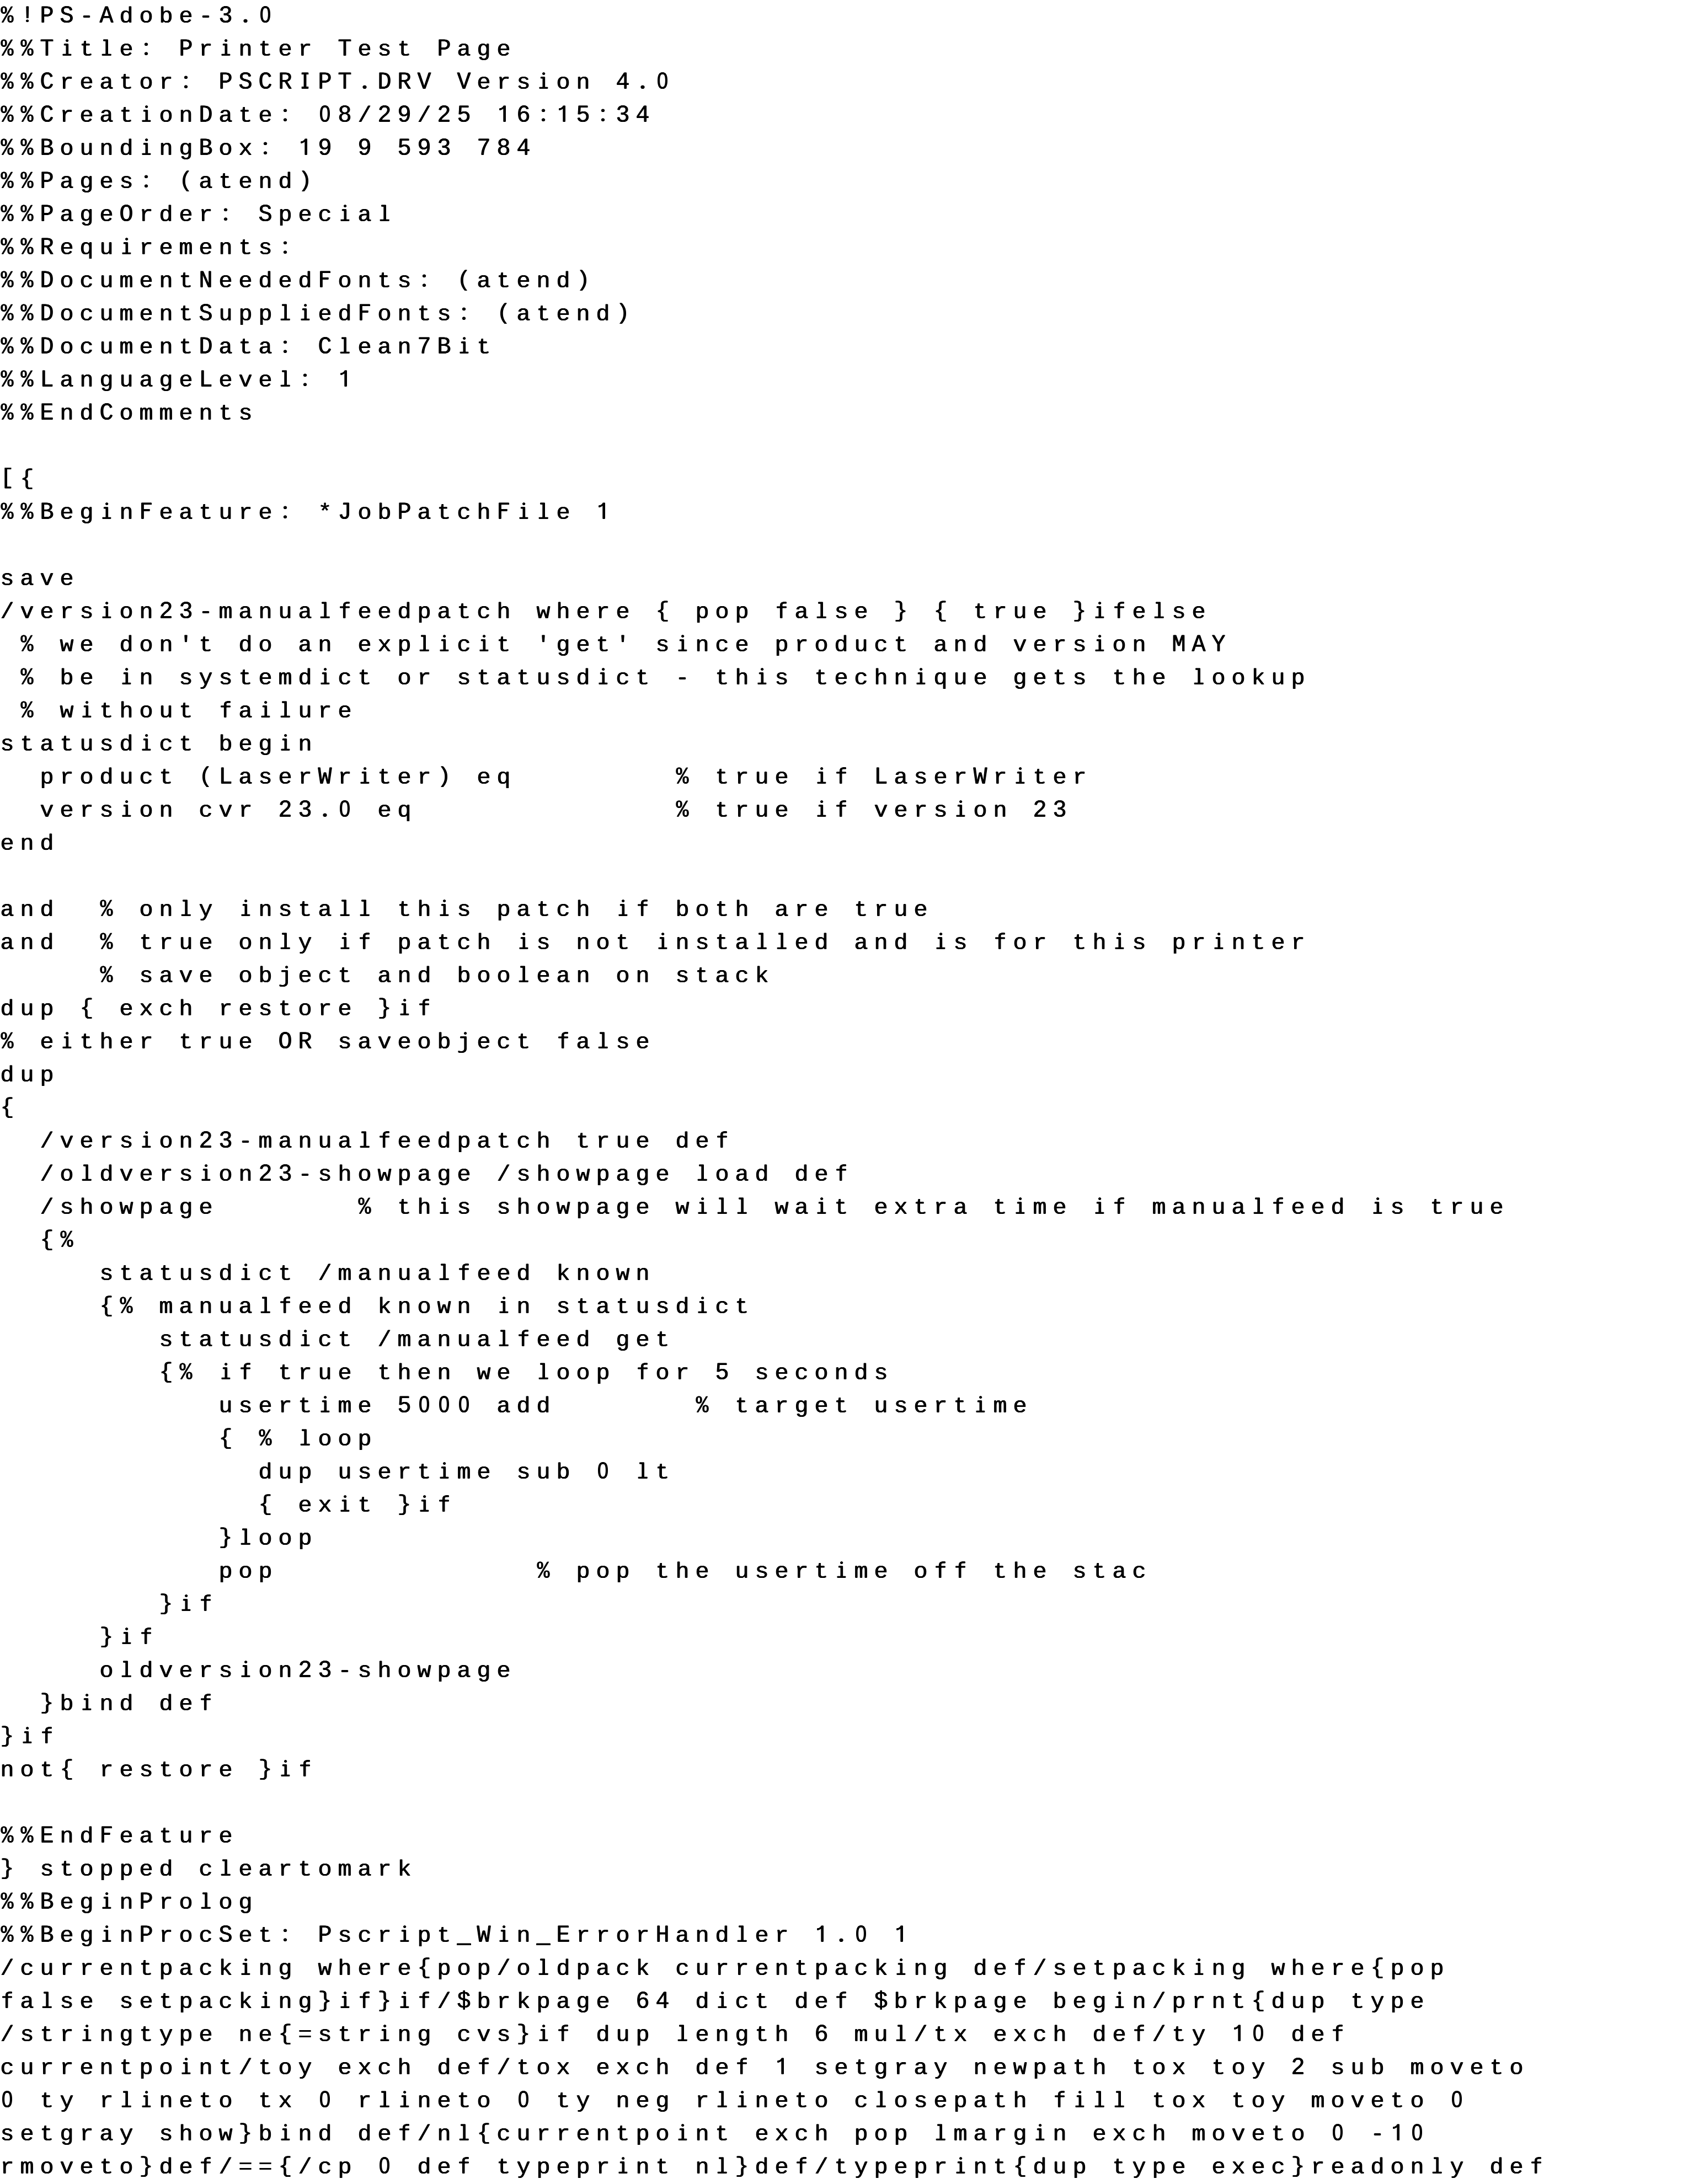 %!PS-Adobe-3.0
%%Title: Printer Test Page
%%Creator: PSCRIPT.DRV Version 4.0
%%CreationDate: 08/29/25 16:15:34
%%BoundingBox: 19 9 593 784
%%Pages: (atend)
%%PageOrder: Special
%%Requirements:
%%DocumentNeededFonts: (atend)
%%DocumentSuppliedFonts: (atend)
%%DocumentData: Clean7Bit
%%LanguageLevel: 1
%%EndComments

[{
%%BeginFeature: *JobPatchFile 1

save
/version23-manualfeedpatch where { pop false } { true }ifelse
 % we don't do an explicit 'get' since product and version MAY
 % be in systemdict or statusdict - this technique gets the lookup
 % without failure
statusdict begin
  product (LaserWriter) eq        % true if LaserWriter
  version cvr 23.0 eq             % true if version 23
end

and  % only install this patch if both are true
and  % true only if patch is not installed and is for this printer
     % save object and boolean on stack
dup { exch restore }if
% either true OR saveobject false
dup
{
  /version23-manualfeedpatch true def
  /oldversion23-showpage /showpage load def
  /showpage       % this showpage will wait extra time if manualfeed is true
  {%
     statusdict /manualfeed known
     {% manualfeed known in statusdict
        statusdict /manualfeed get
        {% if true then we loop for 5 seconds
           usertime 5000 add       % target usertime
           { % loop
             dup usertime sub 0 lt
             { exit }if
           }loop
           pop             % pop the usertime off the stac
        }if
     }if
     oldversion23-showpage
  }bind def
}if
not{ restore }if

%%EndFeature
} stopped cleartomark
%%BeginProlog
%%BeginProcSet: Pscript_Win_ErrorHandler 1.0 1
/currentpacking where{pop/oldpack currentpacking def/setpacking where{pop
false setpacking}if}if/$brkpage 64 dict def $brkpage begin/prnt{dup type
/stringtype ne{=string cvs}if dup length 6 mul/tx exch def/ty 10 def
currentpoint/toy exch def/tox exch def 1 setgray newpath tox toy 2 sub moveto
0 ty rlineto tx 0 rlineto 0 ty neg rlineto closepath fill tox toy moveto 0
setgray show}bind def/nl{currentpoint exch pop lmargin exch moveto 0 -10
rmoveto}def/=={/cp 0 def typeprint nl}def/typeprint{dup type exec}readonly def